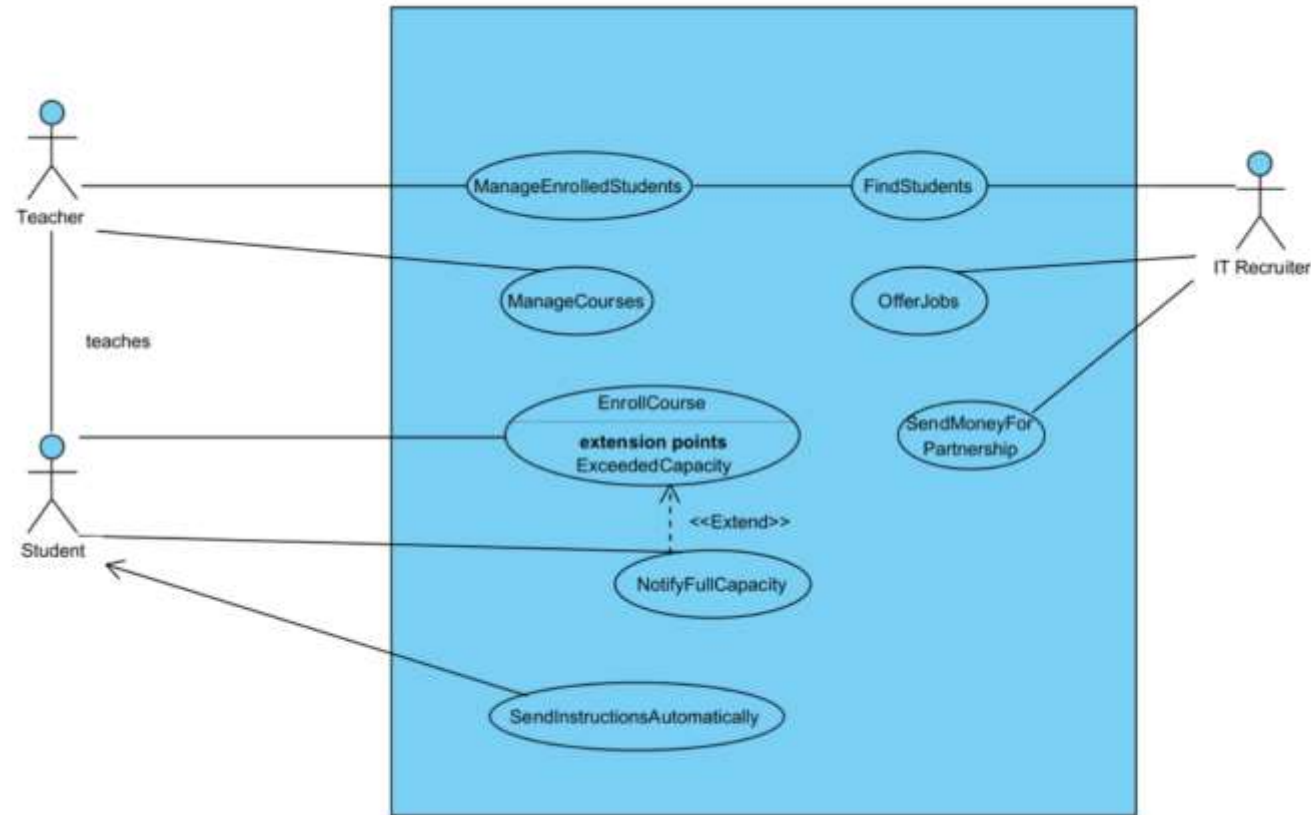 ManageEnrolledStudents
FindStudents
Teacher
IT Recruiter
ManageCourses
OfferJobs
teaches
EnrollCourse
extension points
ExceededCapacity
SendMoneyFor
Partnership
<<Extend>>
Student
NotifyFullCapacity
SendInstructionsAutomatically